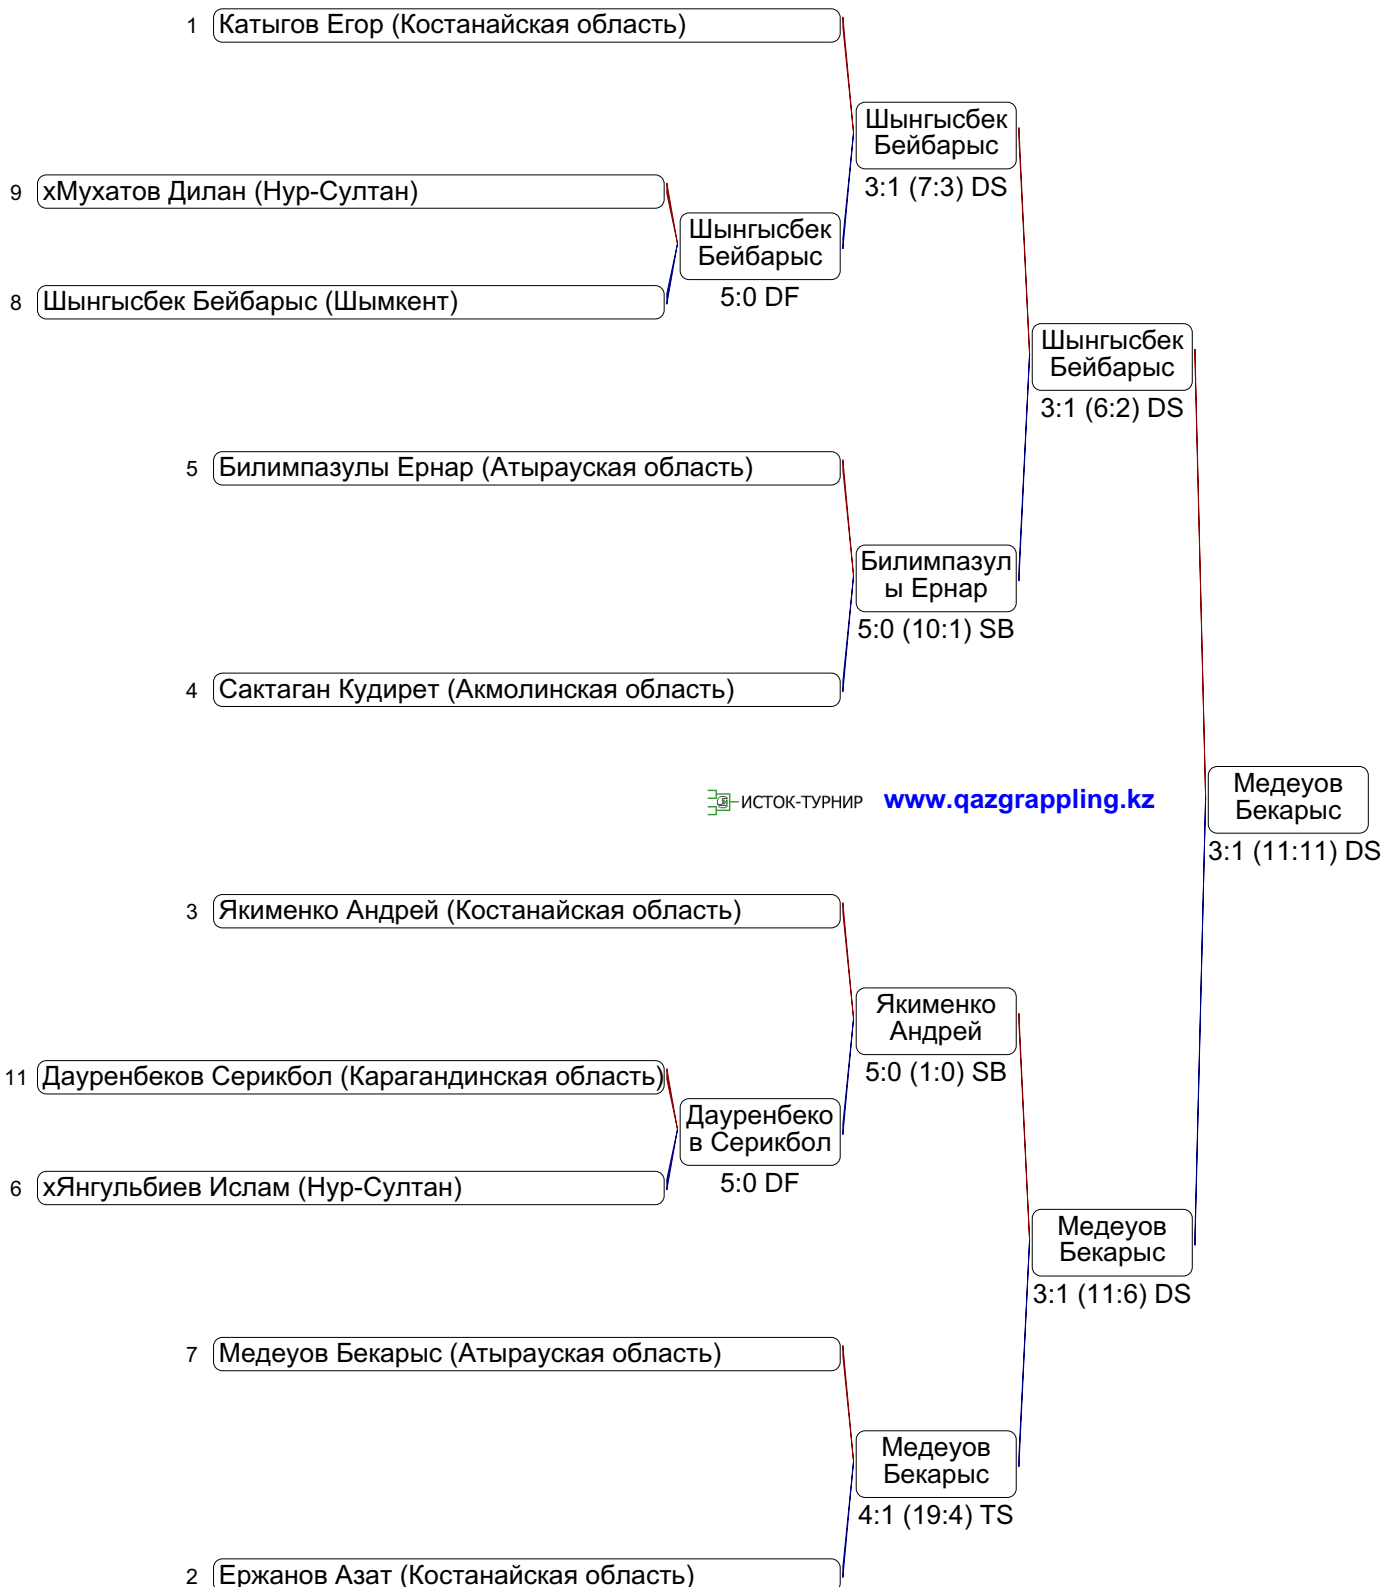 1 Катыгов Егор (Костанайская область)
Шынгысбек
Бейбарыс
3:1 (7:3) DS
9 хМухатов Дилан (Нур-Султан)
Шынгысбек
Бейбарыс
5:0 DF
8 Шынгысбек Бейбарыс (Шымкент)
Шынгысбек
Бейбарыс
3:1 (6:2) DS
5 Билимпазулы Ернар (Атырауская область)
Билимпазул
ы Ернар
5:0 (10:1) SB
4 Сактаган Кудирет (Акмолинская область)
ИСТОК-ТУРНИР www.qazgrappling.kz
Медеуов
Бекарыс
3:1 (11:11) DS
3 Якименко Андрей (Костанайская область)
Якименко
Андрей
5:0 (1:0) SB
11 Дауренбеков Серикбол (Карагандинская область)
Дауренбеко
в Серикбол
5:0 DF
6 хЯнгульбиев Ислам (Нур-Султан)
Медеуов
Бекарыс
3:1 (11:6) DS
7 Медеуов Бекарыс (Атырауская область)
Медеуов
Бекарыс
4:1 (19:4) TS
2 Ержанов Азат (Костанайская область)